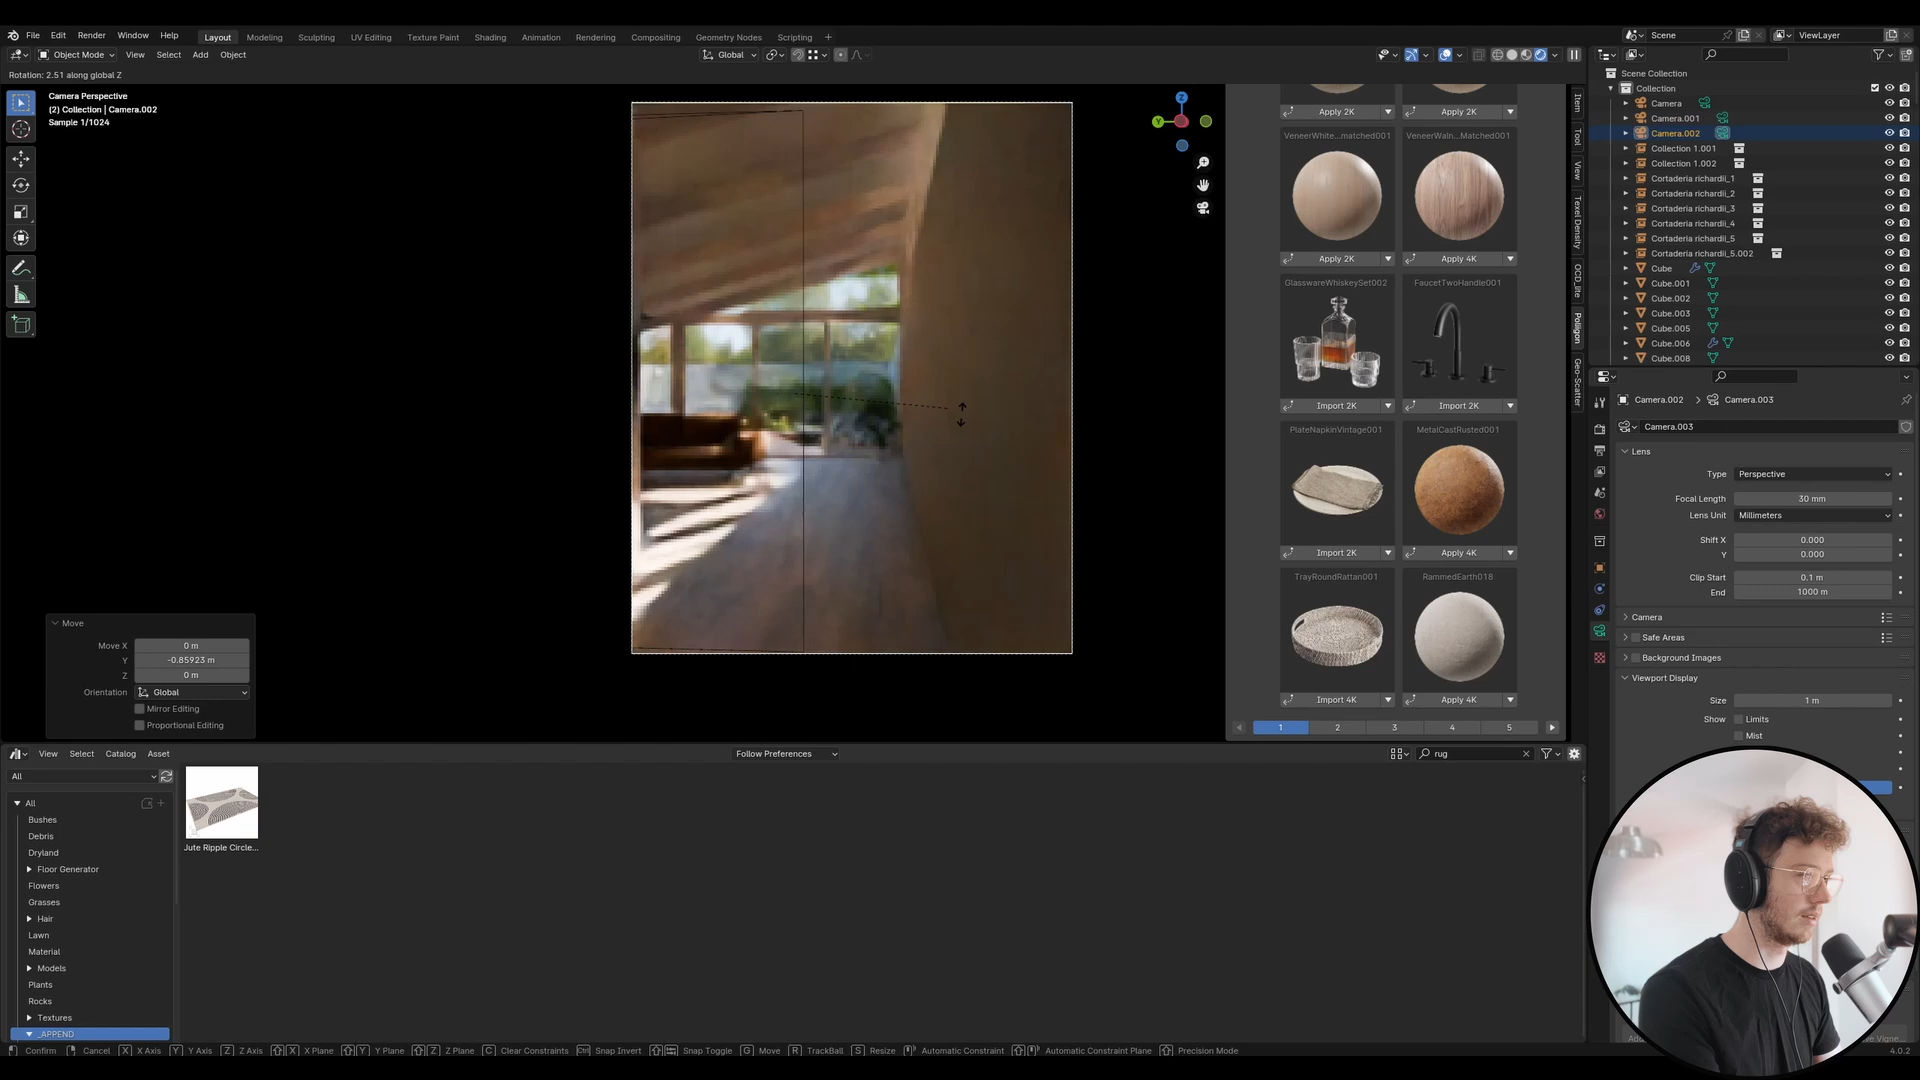 File Edit Render Window Help Layout Modeling Sculpting UV Editing Texture Paint Shading Animation Rendering Compositing Geometry Nodes Scripting +
Scene ViewLayer
Object Mode View Select Add Object Global
Rotation: 2.51 along global Z
Camera Perspective
(2) Collection | Camera.002
Sample 1/1024
Z
Y
Apply 2K Apply 2K
VeneerWhite...matched001 VeneerWaln...Matched001
Apply 2K Apply 4K
GlasswareWhiskeySet002 FaucetTwoHandle001
Import 2K Import 2K
PlateNapkinVintage001 MetalCastRusted001
Import 2K Apply 4K
TrayRoundRattan001 RammedEarth018
Import 4K Apply 4K
1 2 3 4 5
Item
Tool
View
Texel Density
OCD_lite
Poliigon
Geo-Scatter
Scene Collection
Collection
Camera
Camera.001
Camera.002
Collection 1.001
Collection 1.002
Cortaderia richardii_1
Cortaderia richardii_2
Cortaderia richardii_3
Cortaderia richardii_4
Cortaderia richardii_5
Cortaderia richardii_5.002
Cube
Cube.001
Cube.002
Cube.003
Cube.005
Cube.006
Cube.008
Camera.002 > Camera.003
Camera.003
Lens
Type Perspective
Focal Length 30 mm
Lens Unit Millimeters
Shift X 0.000
Y 0.000
Clip Start 0.1 m
End 1000 m
Camera
Safe Areas
Background Images
Viewport Display
Size 1 m
Show Limits
Mist
Move
Move X 0 m
Y -0.85923 m
Z 0 m
Orientation Global
Mirror Editing
Proportional Editing
View Select Catalog Asset Follow Preferences rug
All
All
Bushes
Debris
Dryland
Floor Generator
Flowers
Grasses
Hair
Lawn
Material
Models
Plants
Rocks
Textures
_APPEND
Jute Ripple Circle...
Confirm Cancel X X Axis Y Y Axis Z Z Axis X X Plane Y Y Plane Z Z Plane C Clear Constraints Ctrl Snap Invert Snap Toggle G Move R TrackBall S Resize Automatic Constraint Automatic Constraint Plane Precision Mode
4.0.2